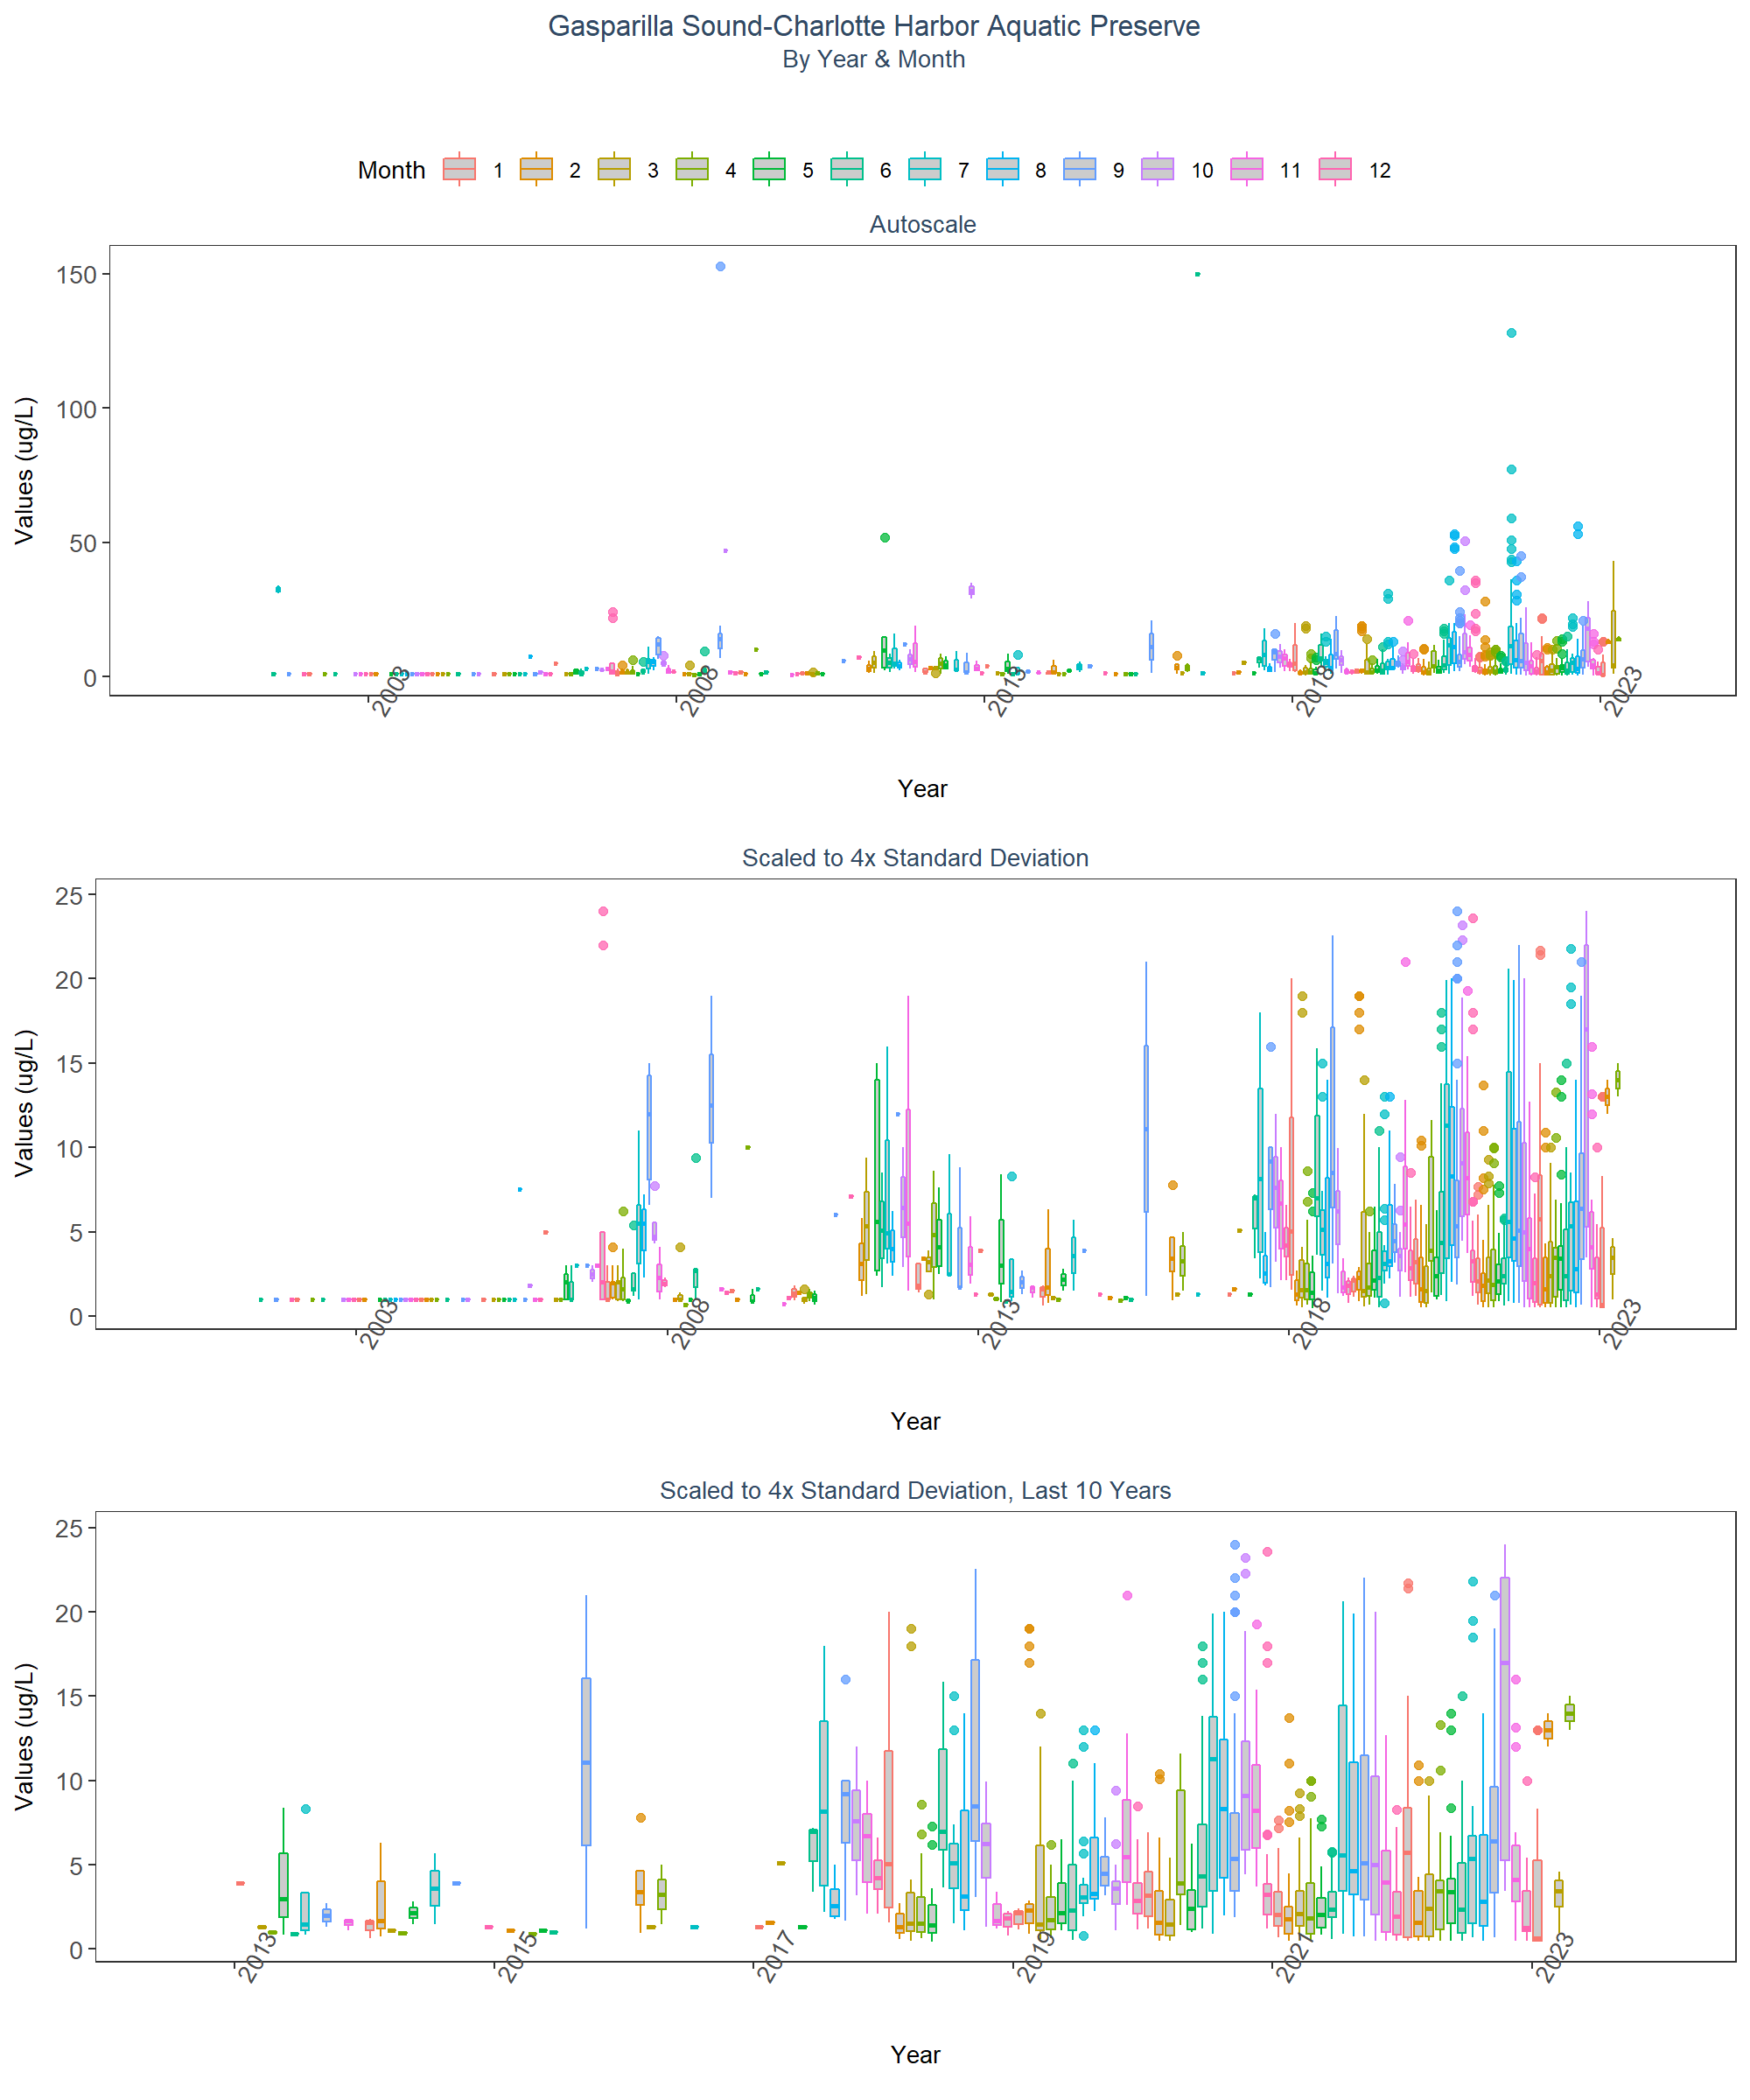 Gasparilla Sound-Charlotte Harbor Aquatic Preserve
By Year & Month
Month 1 2 3 4 5 6 7 8 9 10 11 12
Autoscale
Values (ug/L)
150
100
50
0
2003 2008 2013 2018 2023
Year
Scaled to 4x Standard Deviation
Values (ug/L)
25
20
15
10
5
0
2003 2008 2013 2018 2023
Year
Scaled to 4x Standard Deviation, Last 10 Years
Values (ug/L)
25
20
15
10
5
0
2013 2015 2017 2019 2021 2023
Year